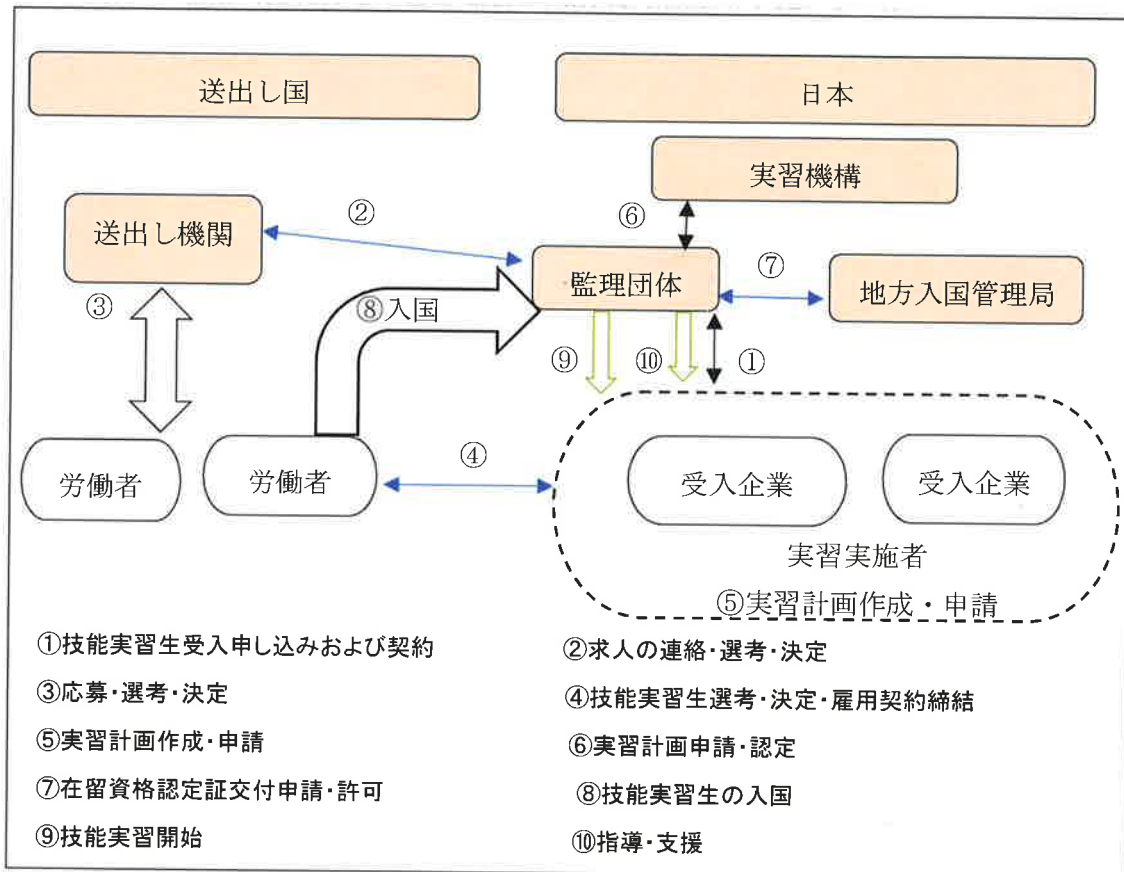 送出し国
日本
実習機構
送出し機関
②
⑥
監理団体
⑦
地方入国管理局
③
⑧入国
⑨
⑩
①
労働者
労働者
④
受入企業
受入企業
実習実施者
⑤実習計画作成・申請
①技能実習生受入申し込みおよび契約
②求人の連絡・選考・決定
③応募・選考・決定
④技能実習生選考・決定・雇用契約締結
⑤実習計画作成・申請
⑥実習計画申請・認定
⑦在留資格認定証交付申請・許可
⑧技能実習生の入国
⑨技能実習開始
⑩指導・支援